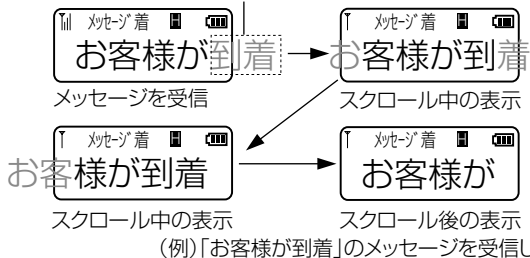 メッセージ着
お客様が到着
メッセージを受信
メッセージ着
お客様が到着
スクロール中の表示
メッセージ着
お客様が到着
スクロール中の表示
メッセージ着
お客様が
スクロール後の表示
(例)「お客様が到着」のメッセージを受信し